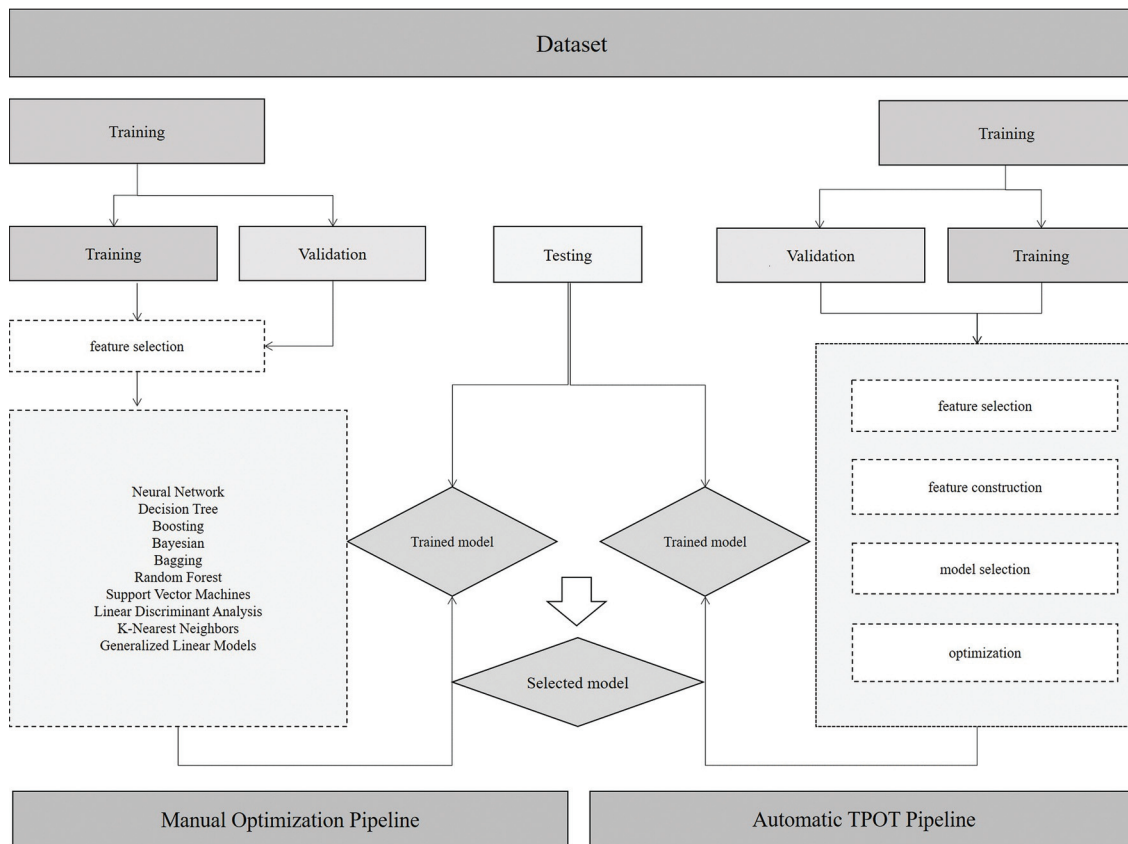 Dataset
Training
Training
Training
Validation
Testing
Validation
Training
feature selection
feature selection
feature construction
model selection
optimization
Neural Network
Decision Tree
Boosting
Bayesian
Bagging
Random Forest
Support Vector Machines
Linear Discriminant Analysis
K-Nearest Neighbors
Generalized Linear Models
Trained model
Trained model
Selected model
Manual Optimization Pipeline
Automatic TPOT Pipeline